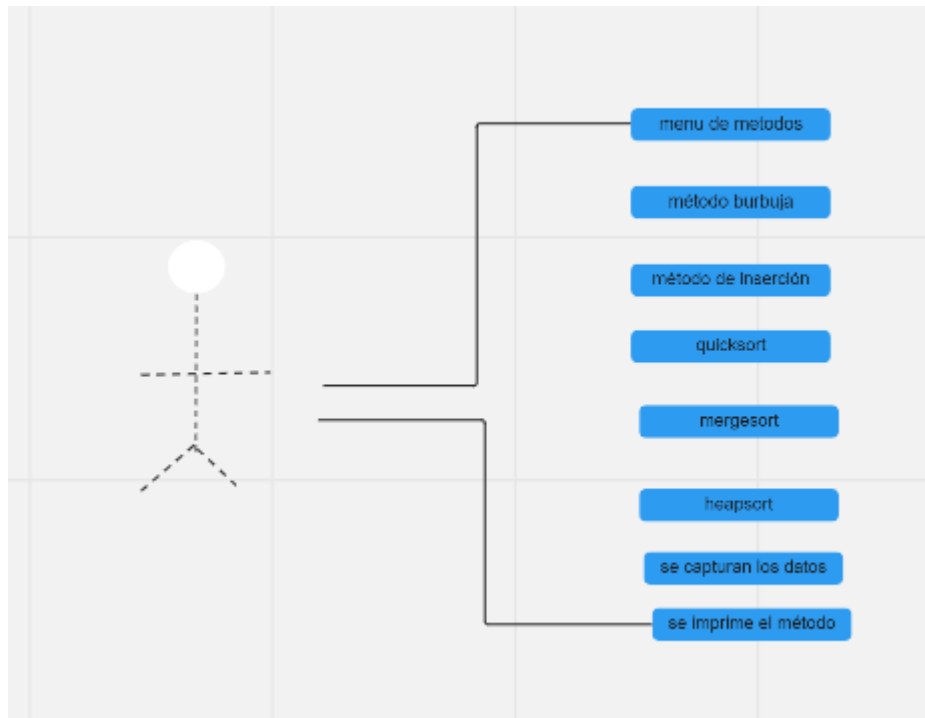 menu de metodos
método burbuja
método de inserción
quicksort
mergesort
heapsort
se capturan los datos
se imprime el método